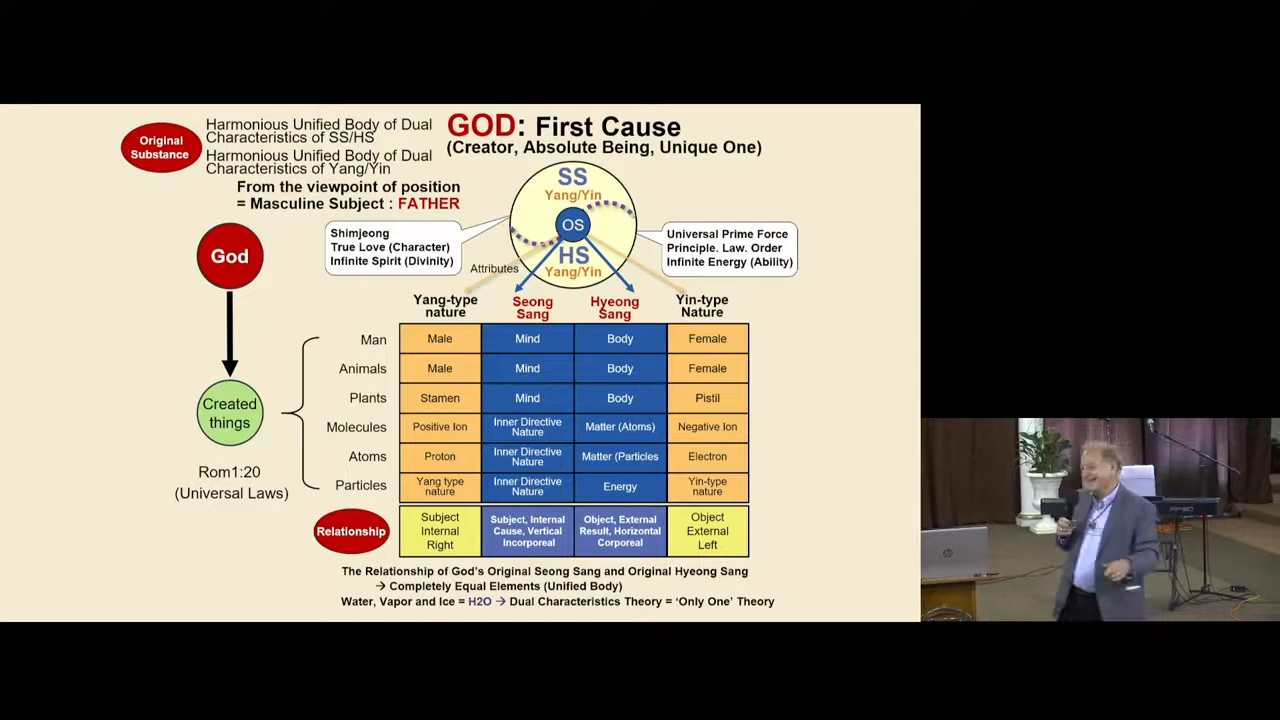 Original
Substance
Harmonious Unified Body of Dual
Characteristics of SS/HS
Harmonious Unified Body of Dual
Characteristics of Yang/Yin
GOD: First Cause
(Creator, Absolute Being, Unique One)
From the viewpoint of position
= Masculine Subject : FATHER
SS
Yang/Yin
OS
HS
Yang/Yin
God
Shimjeong
True Love (Character)
Infinite Spirit (Divinity)
Universal Prime Force
Principle. Law. Order
Infinite Energy (Ability)
Attributes
Yang-type
nature
Seong
Sang
Hyeong
Sang
Yin-type
Nature
Man
Male
Mind
Body
Female
Animals
Male
Mind
Body
Female
Plants
Stamen
Mind
Body
Pistil
Molecules
Positive Ion
Inner Directive
Nature
Matter (Atoms)
Negative Ion
Atoms
Proton
Inner Directive
Nature
Matter (Particles
Electron
Particles
Yang type
nature
Inner Directive
Nature
Energy
Yin-type
nature
Created
things
Rom1:20
(Universal Laws)
Relationship
Subject
Internal
Right
Subject, Internal
Cause, Vertical
Incorporeal
Object, External
Result, Horizontal
Corporeal
Object
External
Left
The Relationship of God's Original Seong Sang and Original Hyeong Sang
→ Completely Equal Elements (Unified Body)
Water, Vapor and Ice = H2O → Dual Characteristics Theory = ‘Only One’ Theory
hp